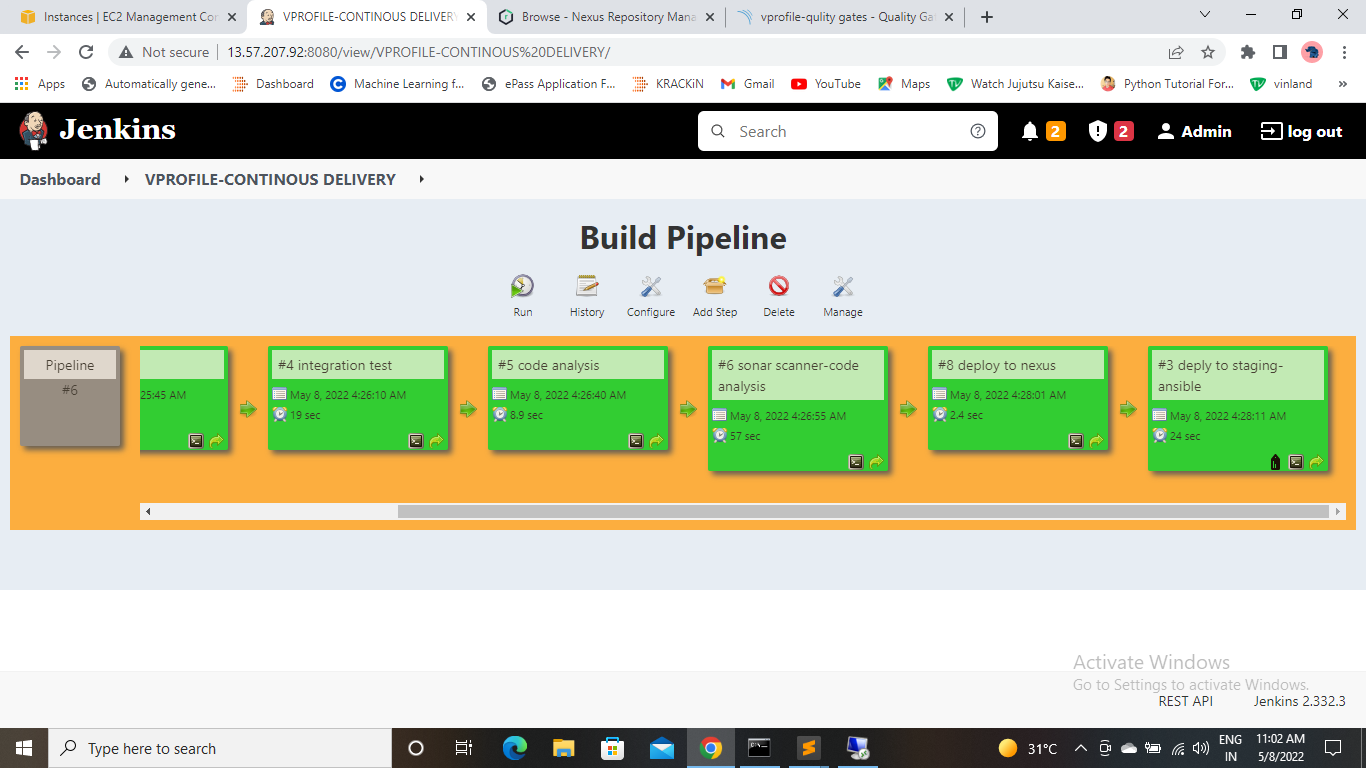 Instances | EC2 Management Con
VPROFILE-CONTINOUS DELIVERY
Browse - Nexus Repository Mana
vprofile-qulity gates - Quality Ga
Not secure
13.57.207.92:8080/view/VPROFILE-CONTINOUS%20DELIVERY/
Apps
Automatically gene...
Dashboard
Machine Learning f...
ePass Application F...
KRACKiN
Gmail
YouTube
Maps
Watch Jujutsu Kaise...
Python Tutorial For...
vinland
»
Jenkins
Search
2
2
Admin
log out
Dashboard
VPROFILE-CONTINOUS DELIVERY
Build Pipeline
Run
History
Configure
Add Step
Delete
Manage
Pipeline
#6
25:45 AM
#4 integration test
May 8, 2022 4:26:10 AM
19 sec
#5 code analysis
May 8, 2022 4:26:40 AM
8.9 sec
#6 sonar scanner-code
analysis
May 8, 2022 4:26:55 AM
57 sec
#8 deploy to nexus
May 8, 2022 4:28:01 AM
2.4 sec
#3 deply to staging-
ansible
May 8, 2022 4:28:11 AM
24 sec
Activate Windows
Go to Settings to activate Windows.
REST API
Jenkins 2.332.3
Type here to search
31°C
ENG
IN
11:02 AM
5/8/2022